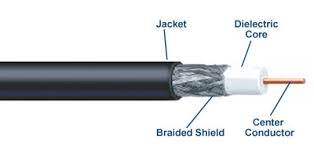 Jacket
Dielectric
Core
Braided Shield
Center
Conductor